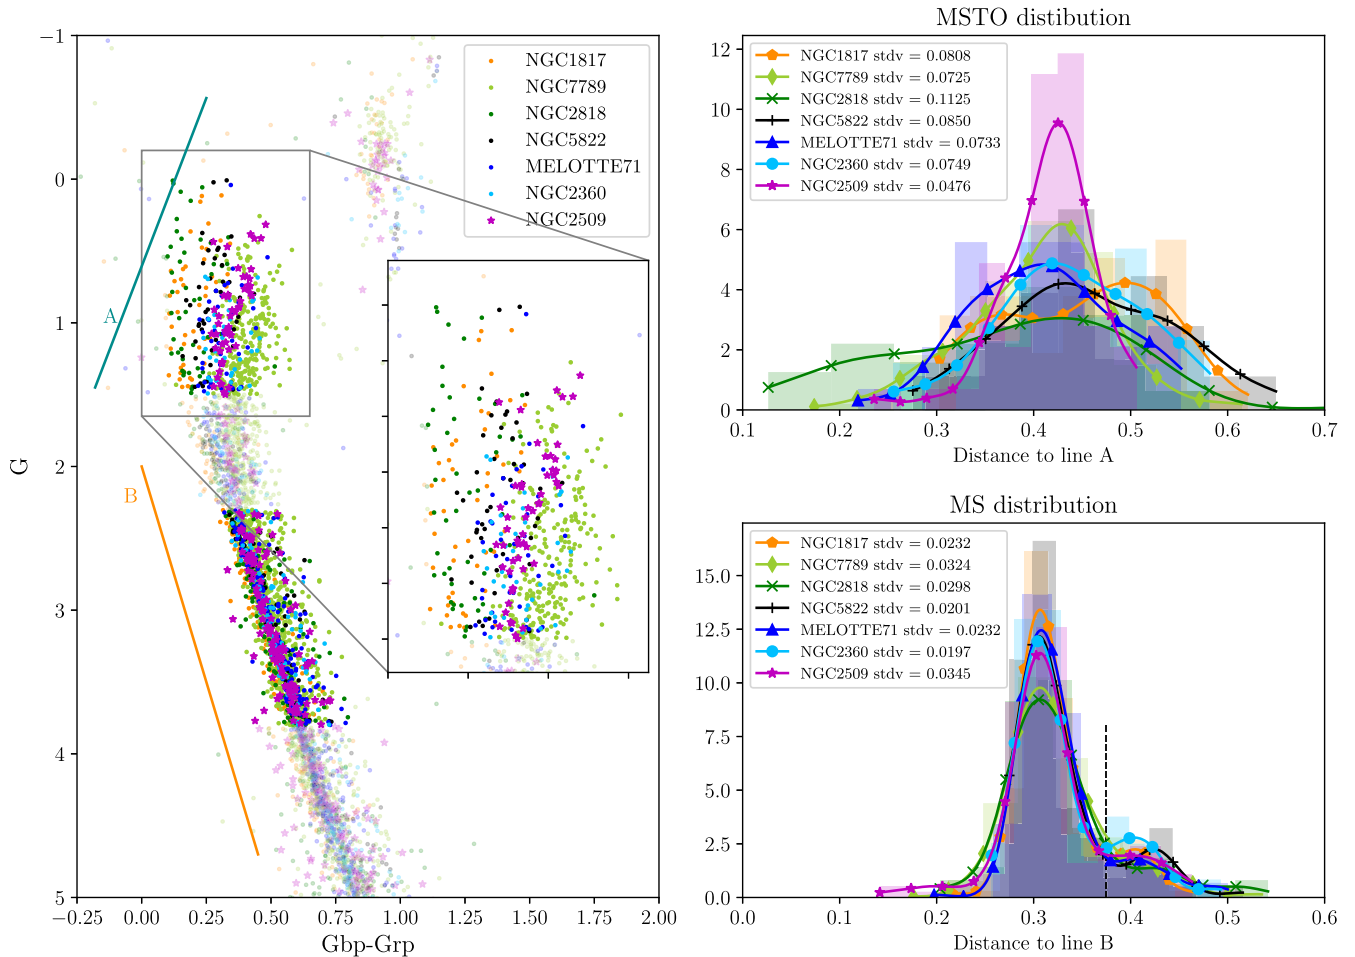 −1
0
1
2
3
4
5
G
−0.25
0.00
0.25
0.50
0.75
1.00
1.25
1.50
1.75
2.00
Gbp-Grp
A
B
NGC1817
NGC7789
NGC2818
NGC5822
MELOTTE71
NGC2360
NGC2509
MSTO distibution
12
10
8
6
4
2
0
NGC1817 stdv = 0.0808
NGC7789 stdv = 0.0725
NGC2818 stdv = 0.1125
NGC5822 stdv = 0.0850
MELOTTE71 stdv = 0.0733
NGC2360 stdv = 0.0749
NGC2509 stdv = 0.0476
0.1
0.2
0.3
0.4
0.5
0.6
0.7
Distance to line A
MS distribution
15.0
12.5
10.0
7.5
5.0
2.5
0.0
NGC1817 stdv = 0.0232
NGC7789 stdv = 0.0324
NGC2818 stdv = 0.0298
NGC5822 stdv = 0.0201
MELOTTE71 stdv = 0.0232
NGC2360 stdv = 0.0197
NGC2509 stdv = 0.0345
0.0
0.1
0.2
0.3
0.4
0.5
0.6
Distance to line B